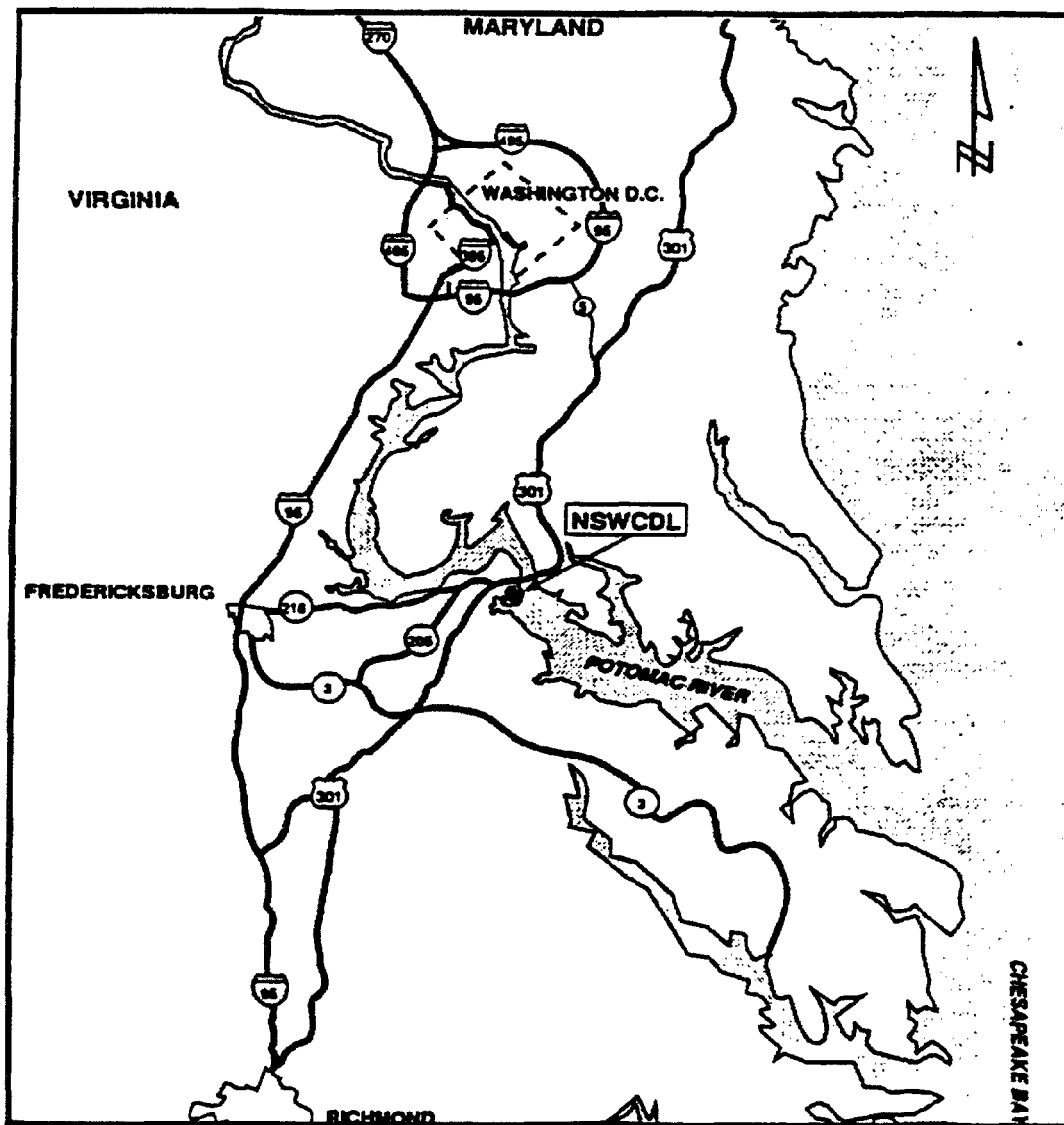 MARYLAND
270
495
VIRGINIA
WASHINGTON D.C.
95
495
395
301
95
5
301
95
NSWCDL
FREDERICKSBURG
218
206
POTOMAC RIVER
3
301
3
95
CHESAPEAKE BAY
RICHMOND